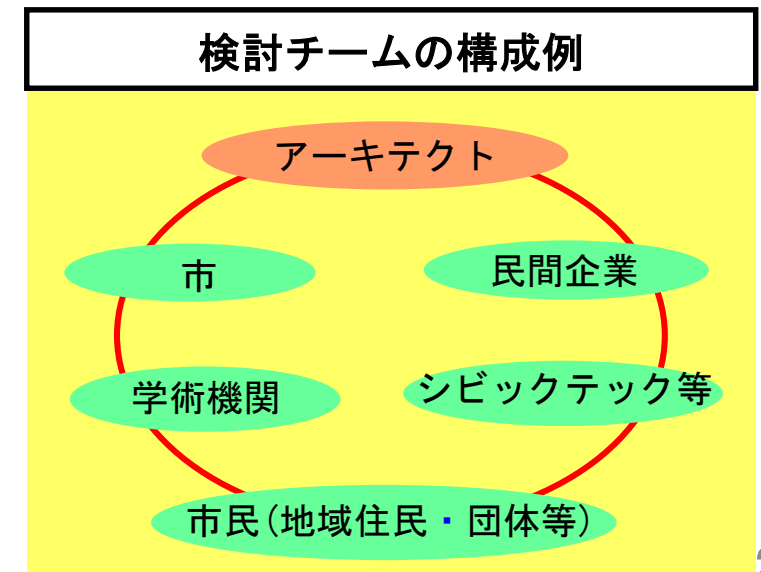 検討チームの構成例
アーキテクト
市
民間企業
学術機関
シビックテック等
市民(地域住民・団体等)